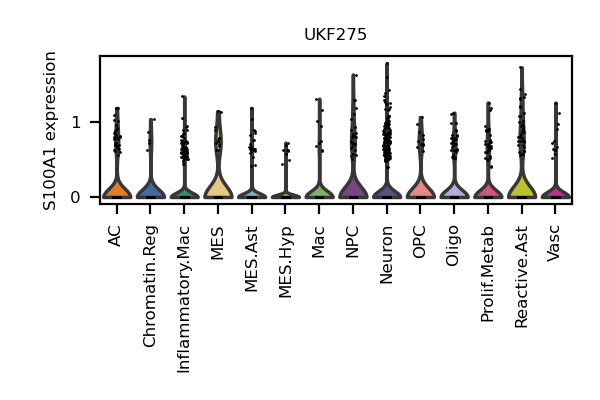 UKF275
S100A1 expression
1
0
AC
Chromatin.Reg
Inflammatory.Mac
MES
MES.Ast
MES.Hyp
Mac
NPC
Neuron
OPC
Oligo
Prolif.Metab
Reactive.Ast
Vasc